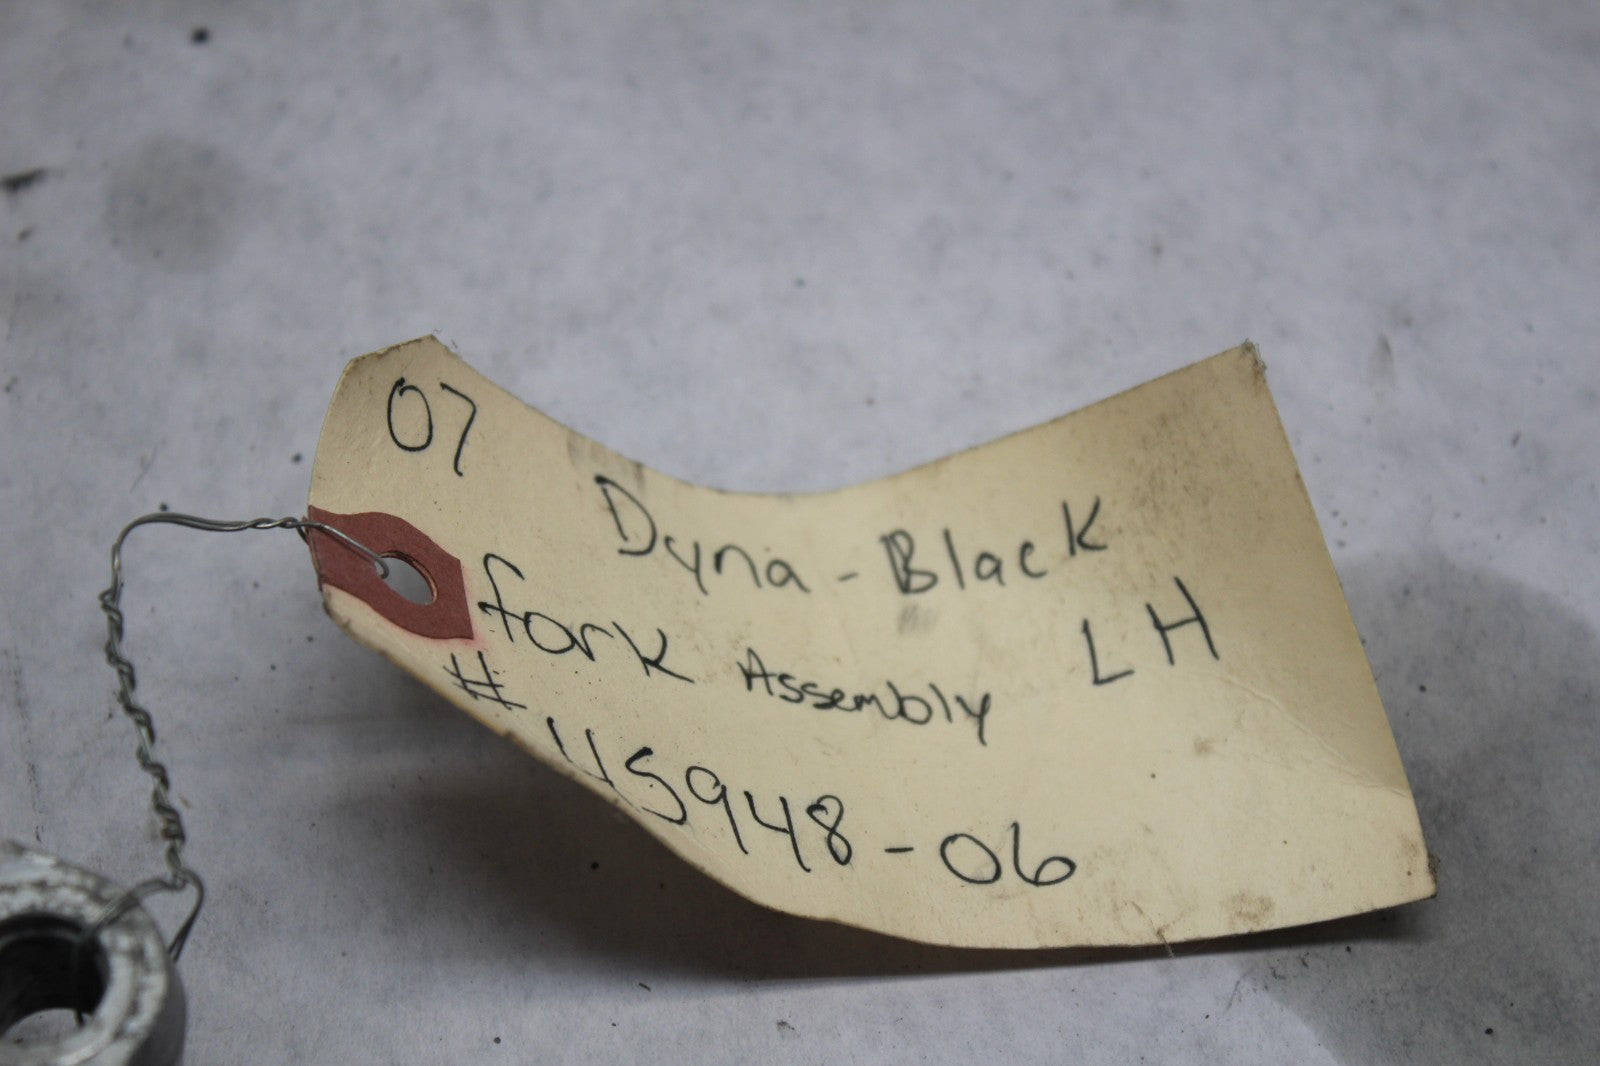 07
Dyna - Black
fork Assembly LH
# 45948-06